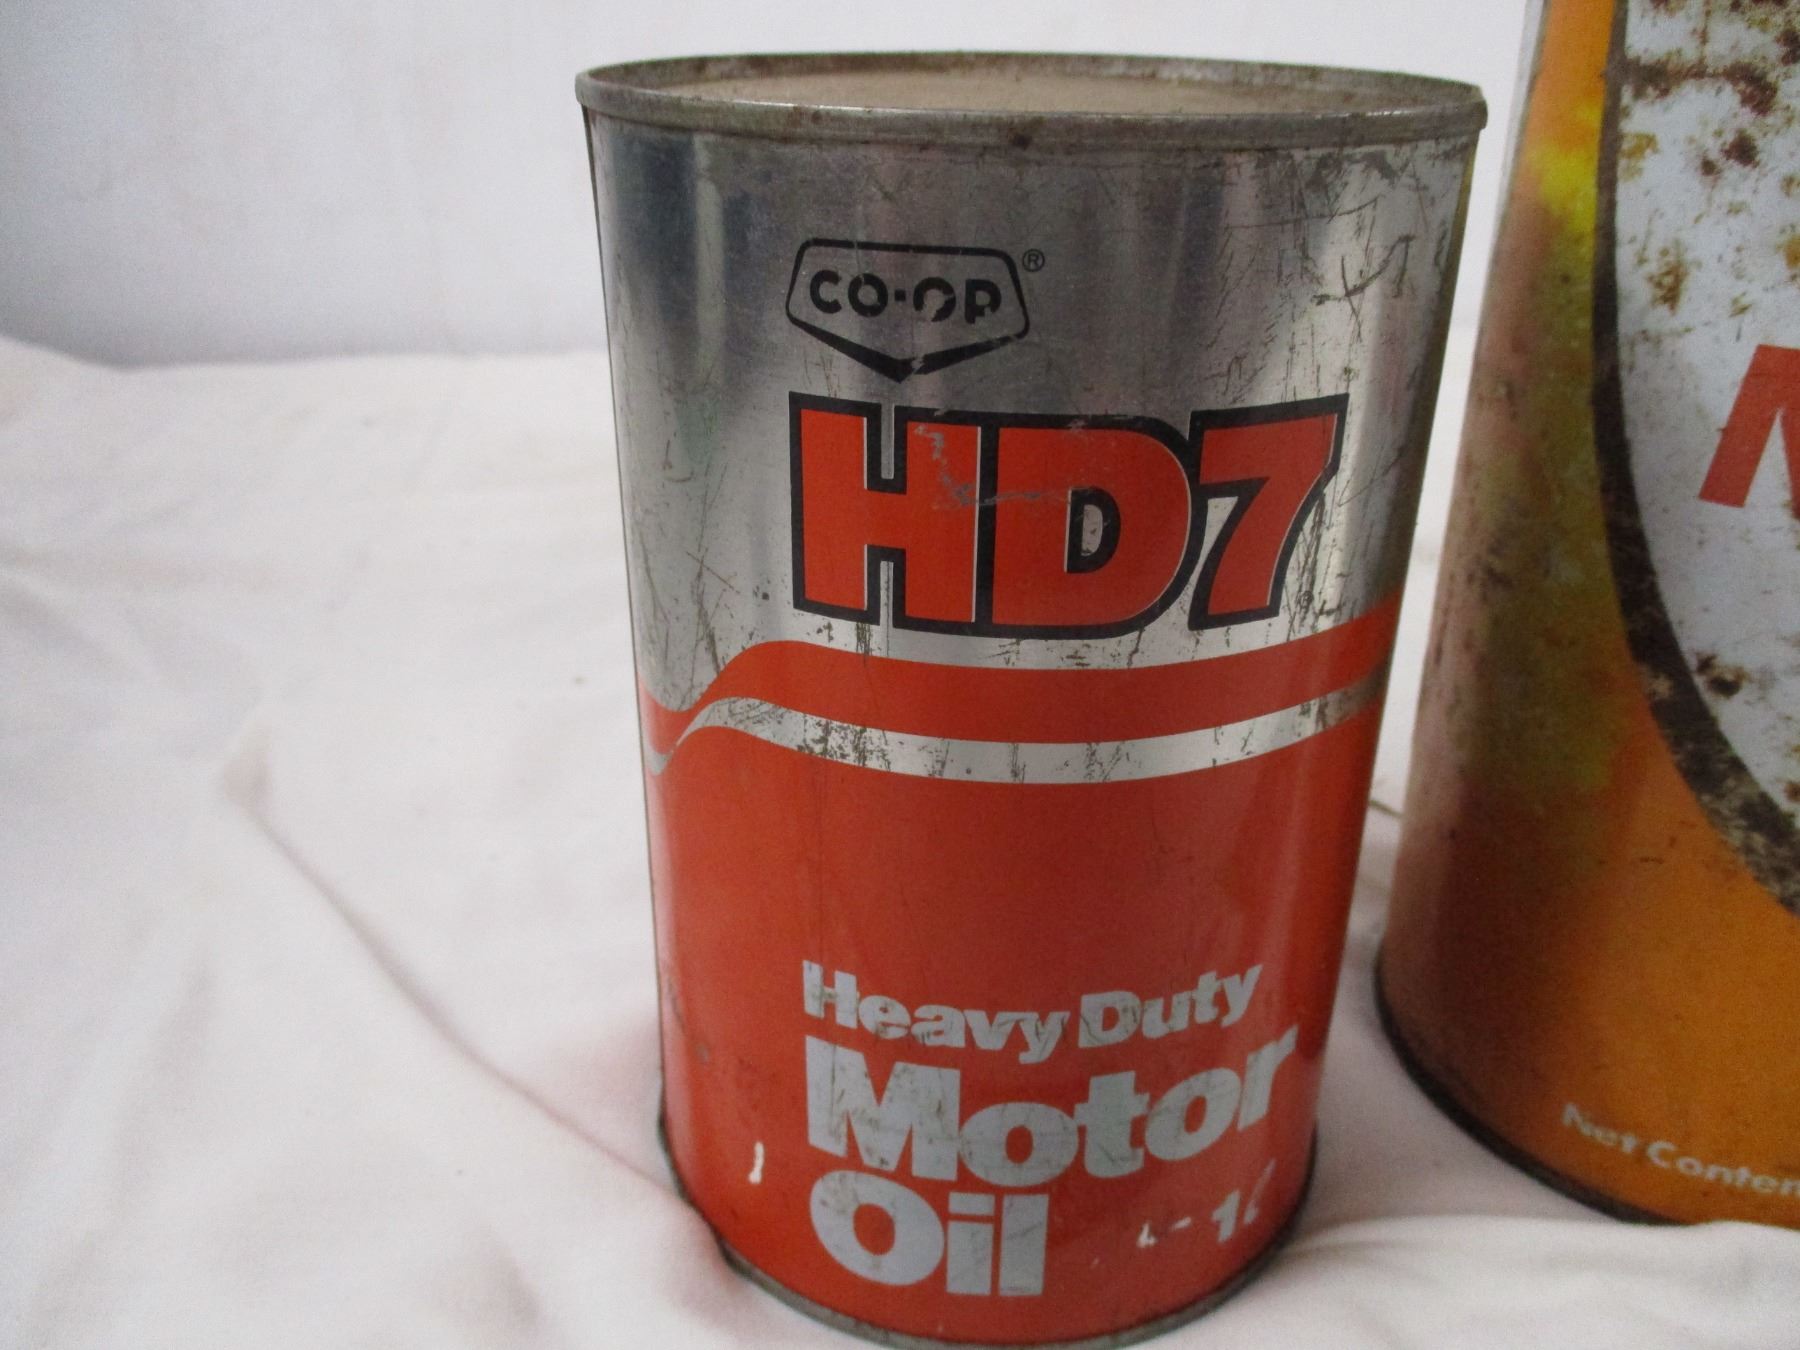 CO-OP®
HD7®
Heavy Duty
Motor
Oil
Net Conten